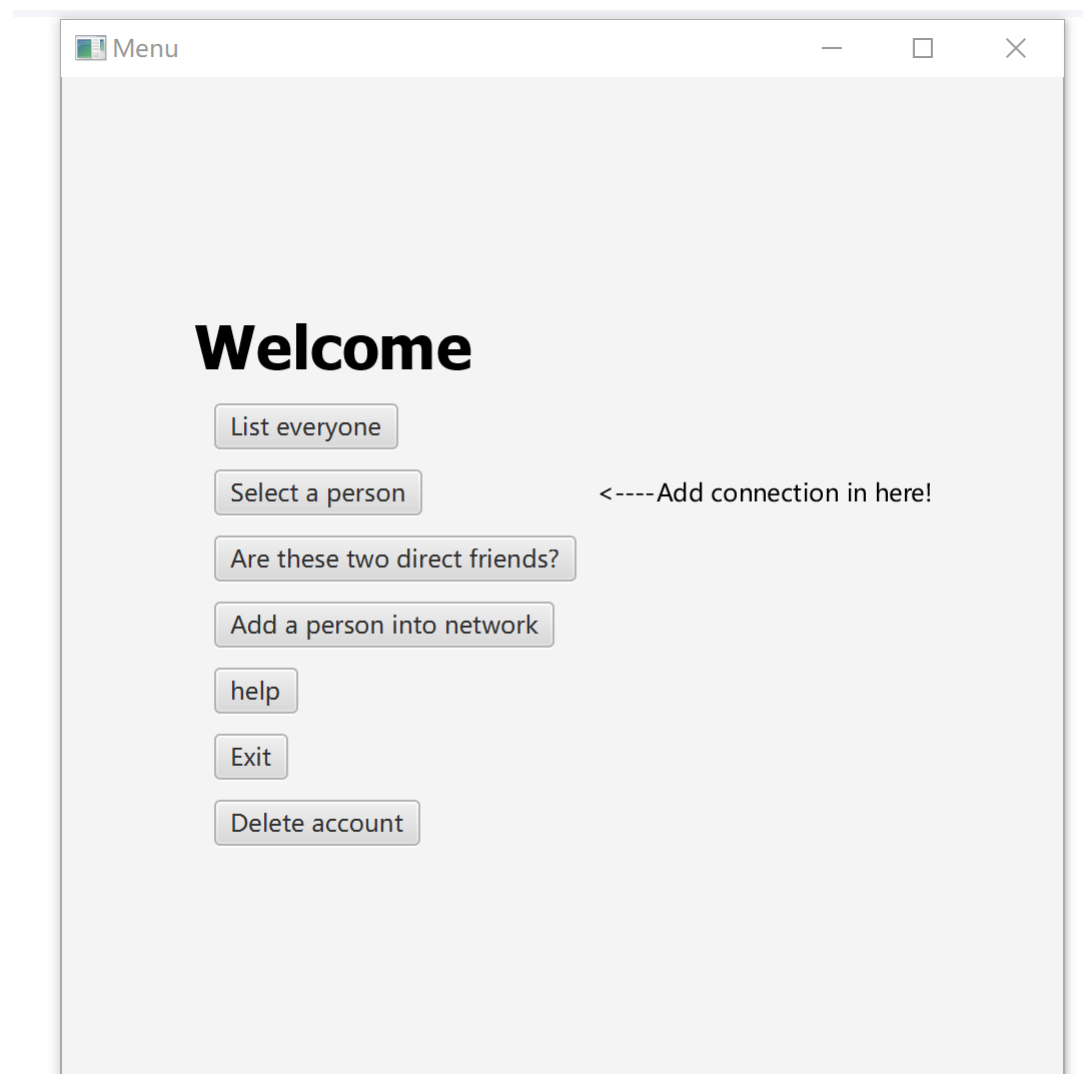 Menu
Welcome
List everyone
Select a person <----Add connection in here!
Are these two direct friends?
Add a person into network
help
Exit
Delete account